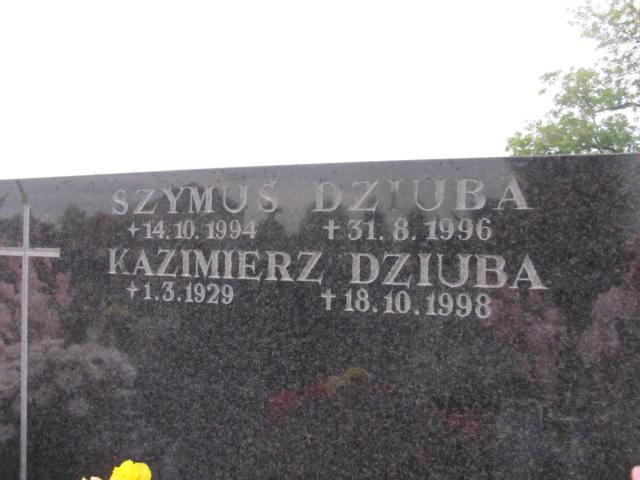 SZYMUŚ DZIUBA
+14.10.1994 †31.8.1996
KAZIMIERZ DZIUBA
+1.3.1929 †18.10.1998